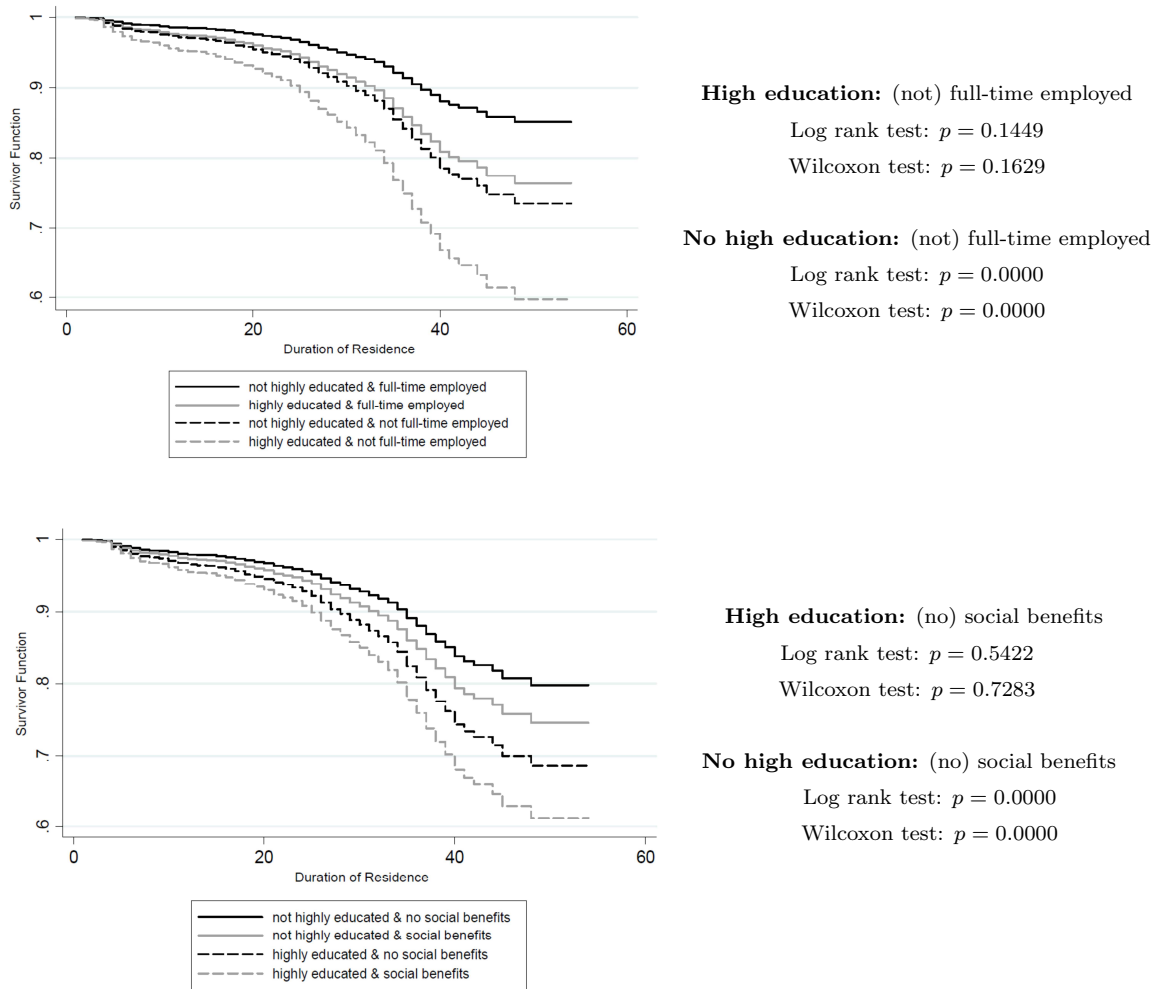 1
.9
.8
.7
.6
Survivor Function
0
20
40
60
Duration of Residence
not highly educated & full-time employed
highly educated & full-time employed
not highly educated & not full-time employed
highly educated & not full-time employed
High education: (not) full-time employed
Log rank test: p = 0.1449
Wilcoxon test: p = 0.1629
No high education: (not) full-time employed
Log rank test: p = 0.0000
Wilcoxon test: p = 0.0000
1
.9
.8
.7
.6
Survivor Function
0
20
40
60
Duration of Residence
not highly educated & no social benefits
not highly educated & social benefits
highly educated & no social benefits
highly educated & social benefits
High education: (no) social benefits
Log rank test: p = 0.5422
Wilcoxon test: p = 0.7283
No high education: (no) social benefits
Log rank test: p = 0.0000
Wilcoxon test: p = 0.0000